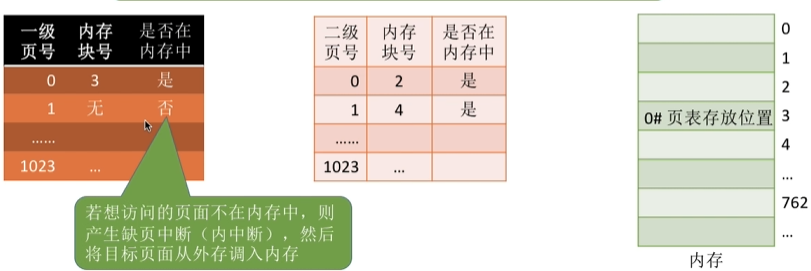 一级页号 内存块号 是否在内存中
0 3 是
1 无 否
......
1023 ...
若想访问的页面不在内存中，则
产生缺页中断（内中断），然后
将目标页面从外存调入内存
二级页号 内存块号 是否在内存中
0 2 是
1 4 是
......
1023 ...
0
1
2
0# 页表存放位置 3
4
...
762
...
内存